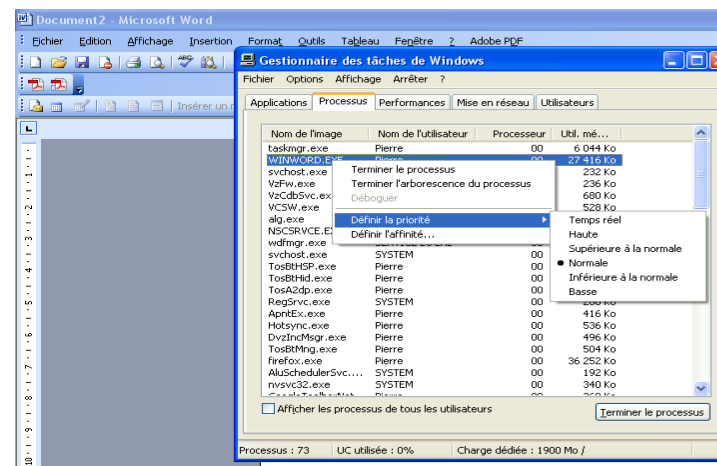 Document2 - Microsoft Word
Fichier Edition Affichage Insertion Format Outils Tableau Fenêtre ? Adobe PDF
Insérer un
Gestionnaire des tâches de Windows
Fichier Options Affichage Arrêter ?
Applications Processus Performances Mise en réseau Utilisateurs
Nom de l'image Nom de l'utilisateur Processeur Util. mé...
taskmgr.exe Pierre 00 6 044 Ko
WINWORD.EXE Pierre 00 27 416 Ko
svchost.exe 232 Ko
VzFw.exe 236 Ko
VzCdbSvc.ex 680 Ko
VCSW.exe 528 Ko
alg.exe
NSCSRVCE.E
wdfmgr.exe SERVICE LOCAL
svchost.exe SYSTEM 00
TosBtHSP.exe Pierre 00
TosBtHid.exe Pierre 00
TosA2dp.exe Pierre 00
RegSrvc.exe SYSTEM 00 Ko
ApntEx.exe Pierre 00 416 Ko
Hotsync.exe Pierre 00 536 Ko
DvzIncMsgr.exe Pierre 00 496 Ko
TosBtMng.exe Pierre 00 504 Ko
firefox.exe Pierre 00 36 252 Ko
AluSchedulerSvc.... SYSTEM 00 192 Ko
nvsvc32.exe SYSTEM 00 340 Ko
Terminer le processus
Terminer l'arborescence du processus
Déboguer
Définir la priorité
Définir l'affinité...
Temps réel
Haute
Supérieure à la normale
Normale
Inférieure à la normale
Basse
Afficher les processus de tous les utilisateurs
Terminer le processus
Processus : 73 UC utilisée : 0% Charge dédiée : 1900 Mo /